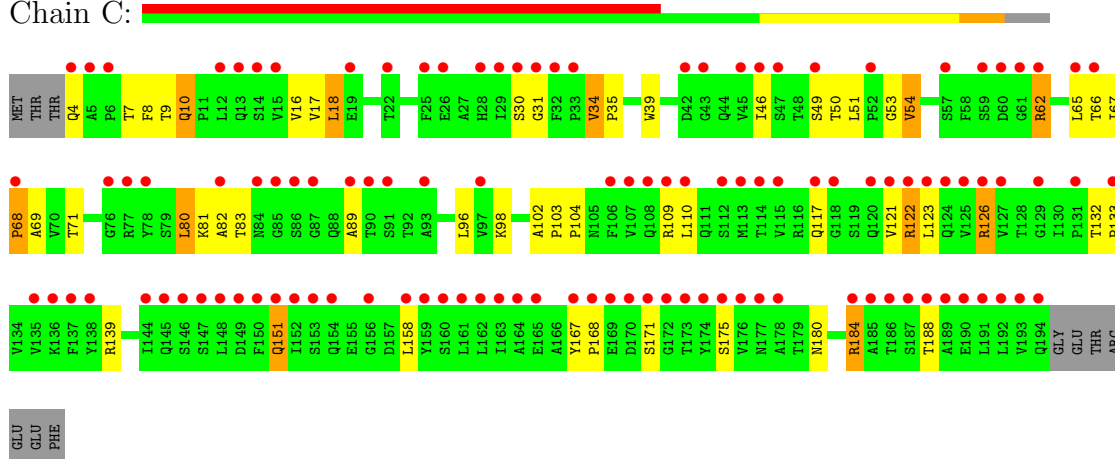 Chain C:
MET THR THR Q4 A5 P6 T7 F8 T9 Q10 P11 L12 Q13 S14 V15 V16 V17 L18 E19 T22 F25 E26 A27 H28 I29 S30 G31 F32 P33 V34 P35 W39 D42 G43 Q44 V45 I46 S47 T48 S49 T50 L51 P52 G53 V54 S57 F58 S59 D60 G61 R62 L65 T66 I67
P68 A69 V70 T71 G76 R77 Y78 S79 L80 K81 A82 T83 N84 G85 S86 G87 Q88 A89 T90 S91 T92 A93 L96 V97 K98 A102 P103 P104 N105 F106 V107 Q108 R109 L110 Q111 S112 M113 T114 V115 R116 Q117 G118 S119 Q120 V121 R122 L123 Q124 V125 R126 V127 T128 G129 I130 P131 T132 P133
V134 V135 K136 F137 Y138 R139 I144 Q145 S146 S147 L148 D149 F150 Q151 I152 S153 Q154 E155 G156 D157 L158 Y159 S160 L161 L162 I163 A164 E165 A166 Y167 P168 E169 D170 S171 G172 T173 Y174 S175 V176 N177 A178 T179 N180 R184 A185 T186 S187 T188 A189 E190 L191 L192 V193 Q194 GLY GLU THR ARG
GLU GLU PHE